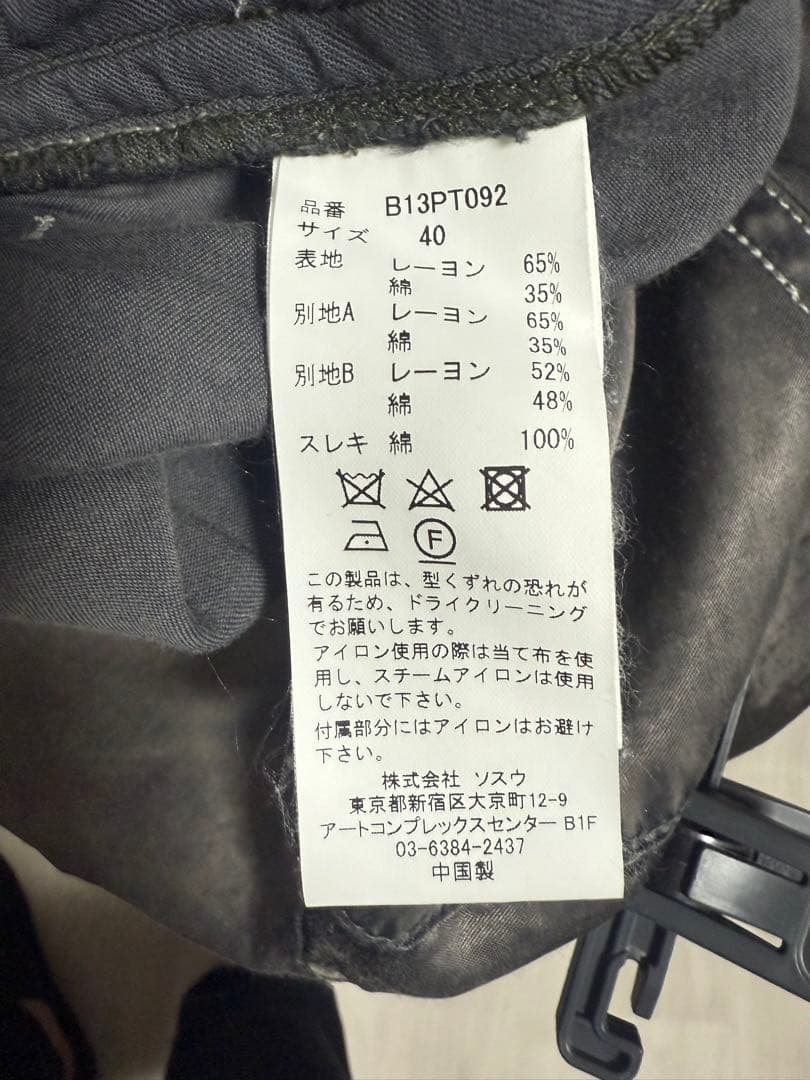 品番 B13PT092
サイズ 40
表地 レーヨン 65%
綿 35%
別地A レーヨン 65%
綿 35%
別地B レーヨン 52%
綿 48%
スレキ 綿 100%
F
この製品は、型くずれの恐れが
有るため、ドライクリーニング
でお願いします。
アイロン使用の際は当て布を使
用し、スチームアイロンは使用
しないで下さい。
付属部分にはアイロンはお避け
下さい。
株式会社 ソスウ
東京都新宿区大京町12-9
アートコンプレックスセンター B1F
03-6384-2437
中国製